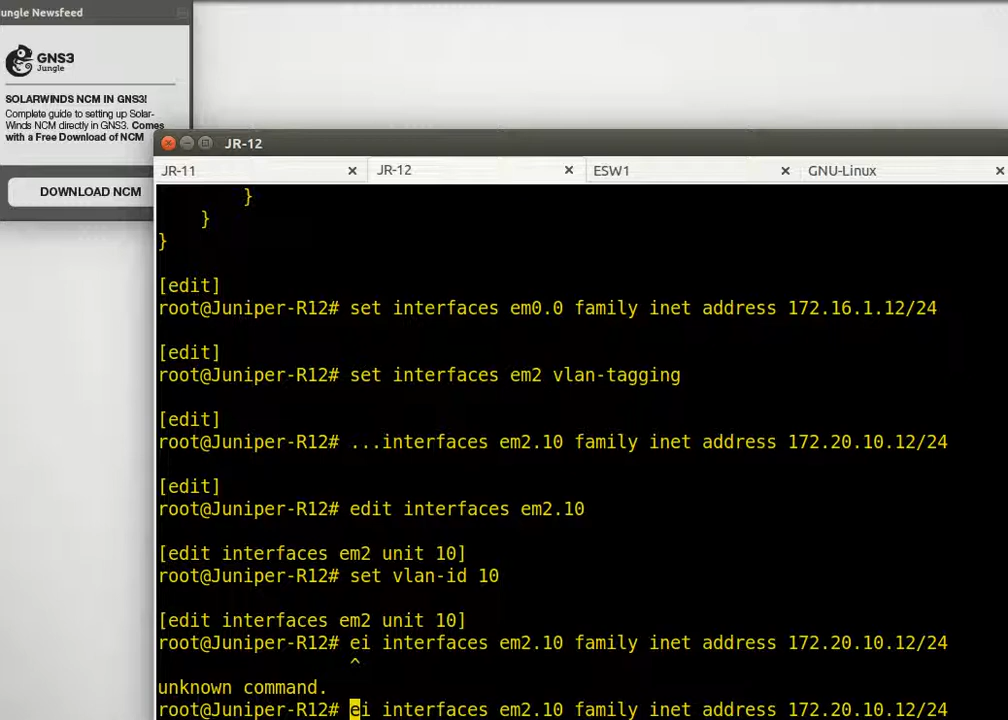 ungle Newsfeed
GNS3
Jungle
SOLARWINDS NCM IN GNS3!
Complete guide to setting up Solar-
Winds NCM directly in GNS3. Comes
with a Free Download of NCM
DOWNLOAD NCM
JR-12
JR-11 JR-12 ESW1 GNU-Linux
}
}
}
[edit]
root@Juniper-R12# set interfaces em0.0 family inet address 172.16.1.12/24
[edit]
root@Juniper-R12# set interfaces em2 vlan-tagging
[edit]
root@Juniper-R12# ...interfaces em2.10 family inet address 172.20.10.12/24
[edit]
root@Juniper-R12# edit interfaces em2.10
[edit interfaces em2 unit 10]
root@Juniper-R12# set vlan-id 10
[edit interfaces em2 unit 10]
root@Juniper-R12# ei interfaces em2.10 family inet address 172.20.10.12/24
^
unknown command.
root@Juniper-R12# ei interfaces em2.10 family inet address 172.20.10.12/24